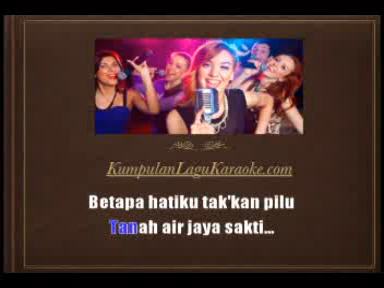 KumpulanLaguKaraoke.com
Betapa hatiku tak'kan pilu
Tanah air jaya sakti...